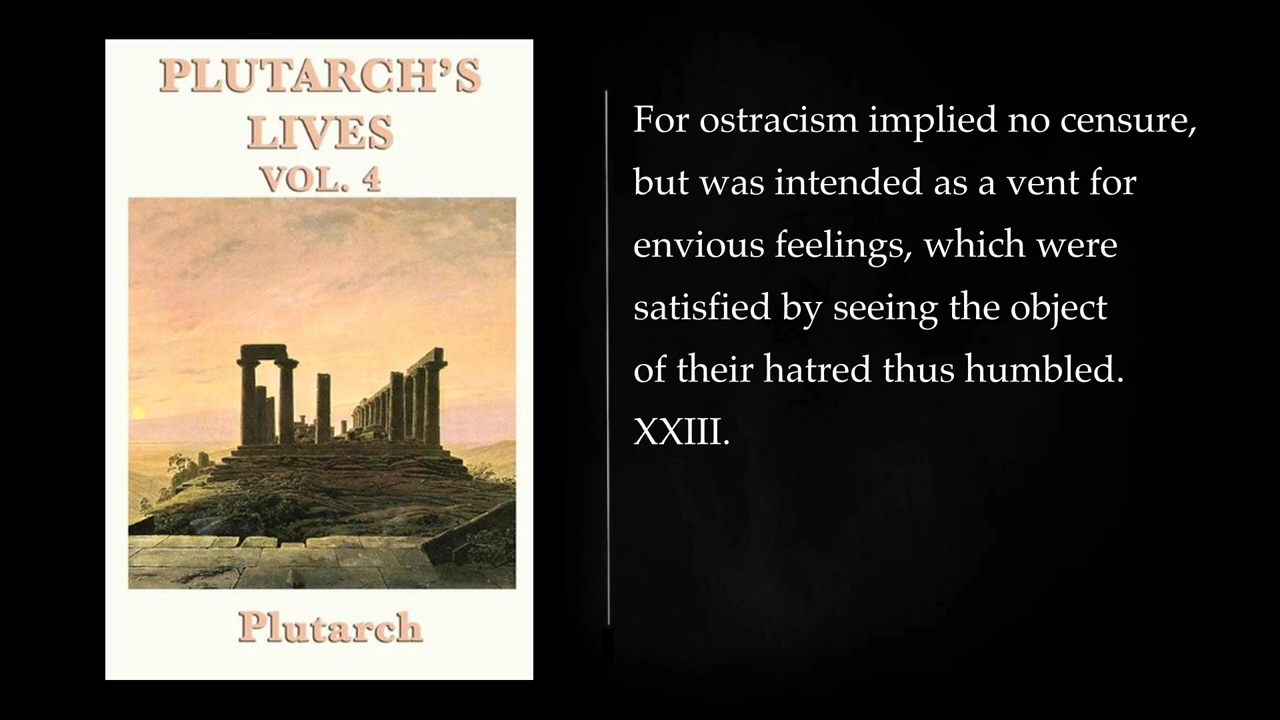 PLUTARCH'S
LIVES
VOL. 4
Plutarch
For ostracism implied no censure,
but was intended as a vent for
envious feelings, which were
satisfied by seeing the object
of their hatred thus humbled.
XXIII.